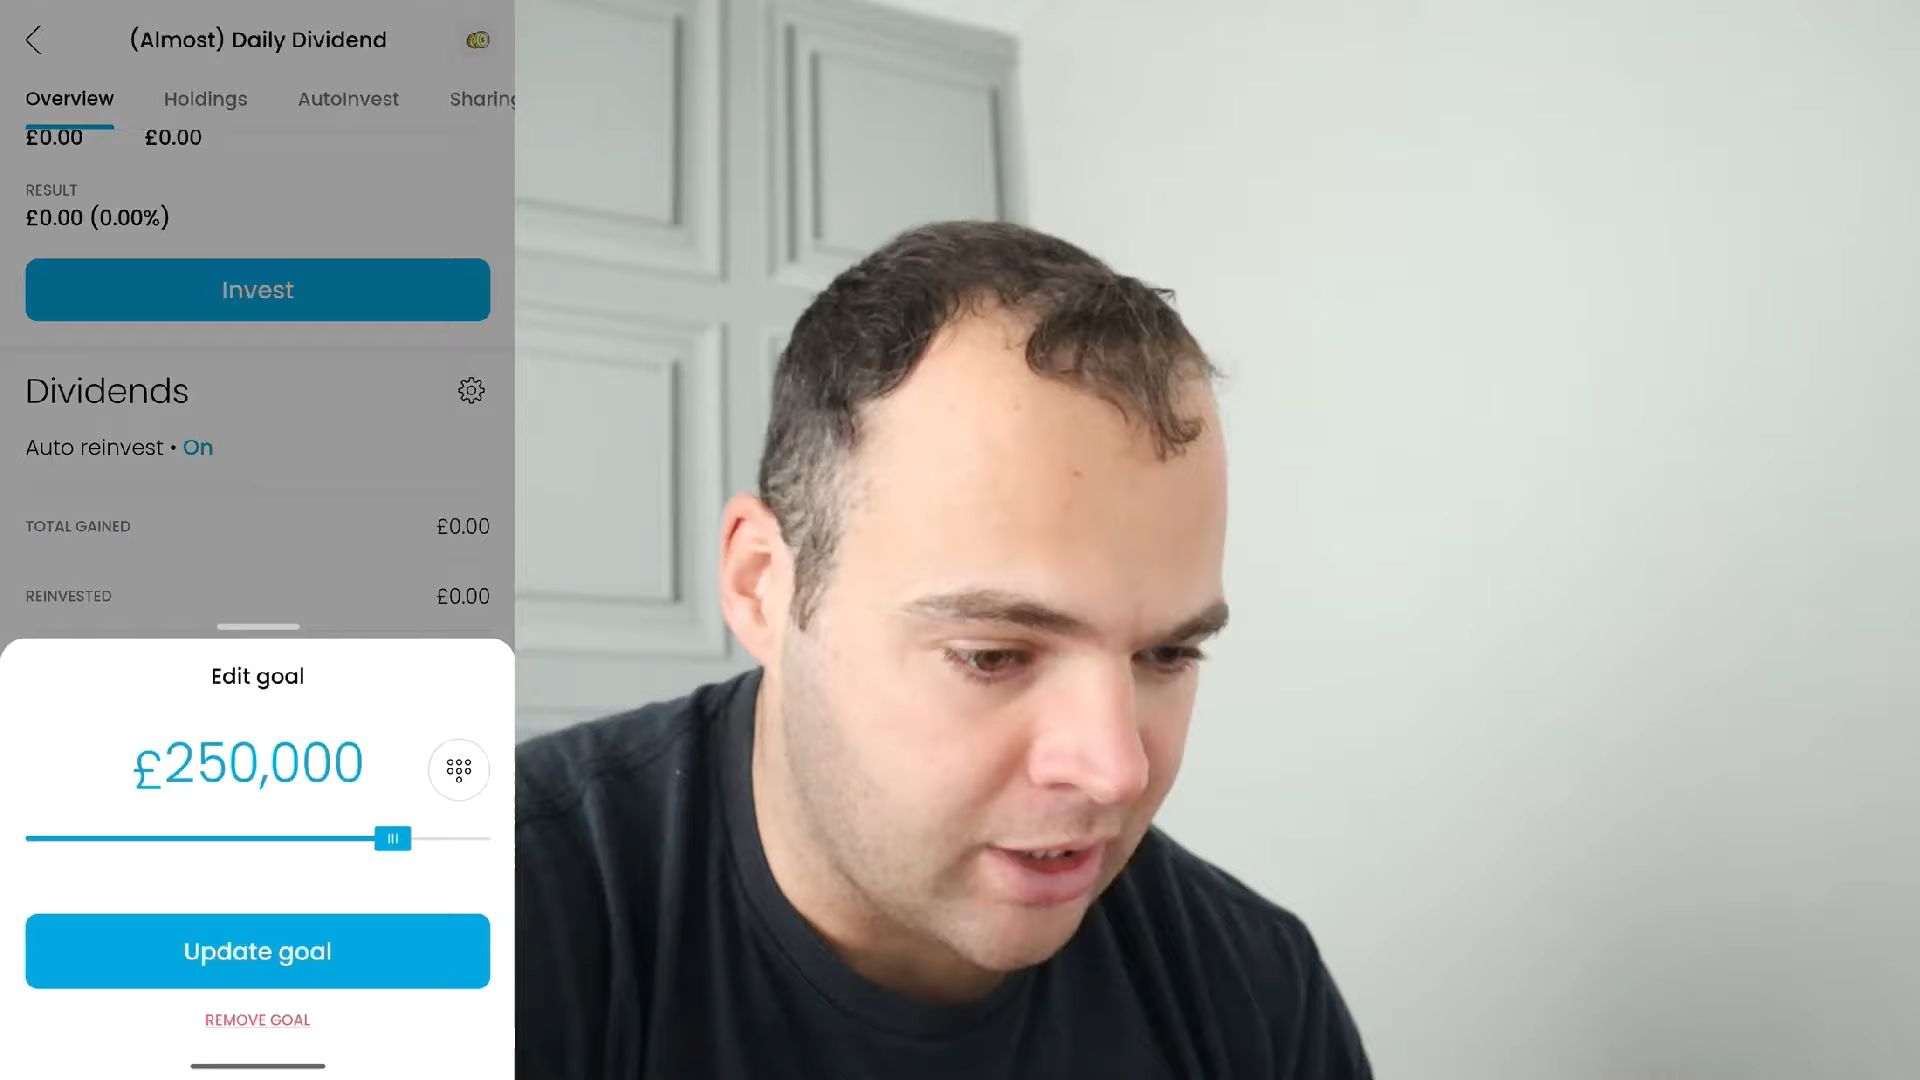 (Almost) Daily Dividend
Overview Holdings AutoInvest Sharing
£0.00 £0.00
RESULT
£0.00 (0.00%)
Invest
Dividends
Auto reinvest • On
TOTAL GAINED £0.00
REINVESTED £0.00
Edit goal
£250,000
Update goal
REMOVE GOAL